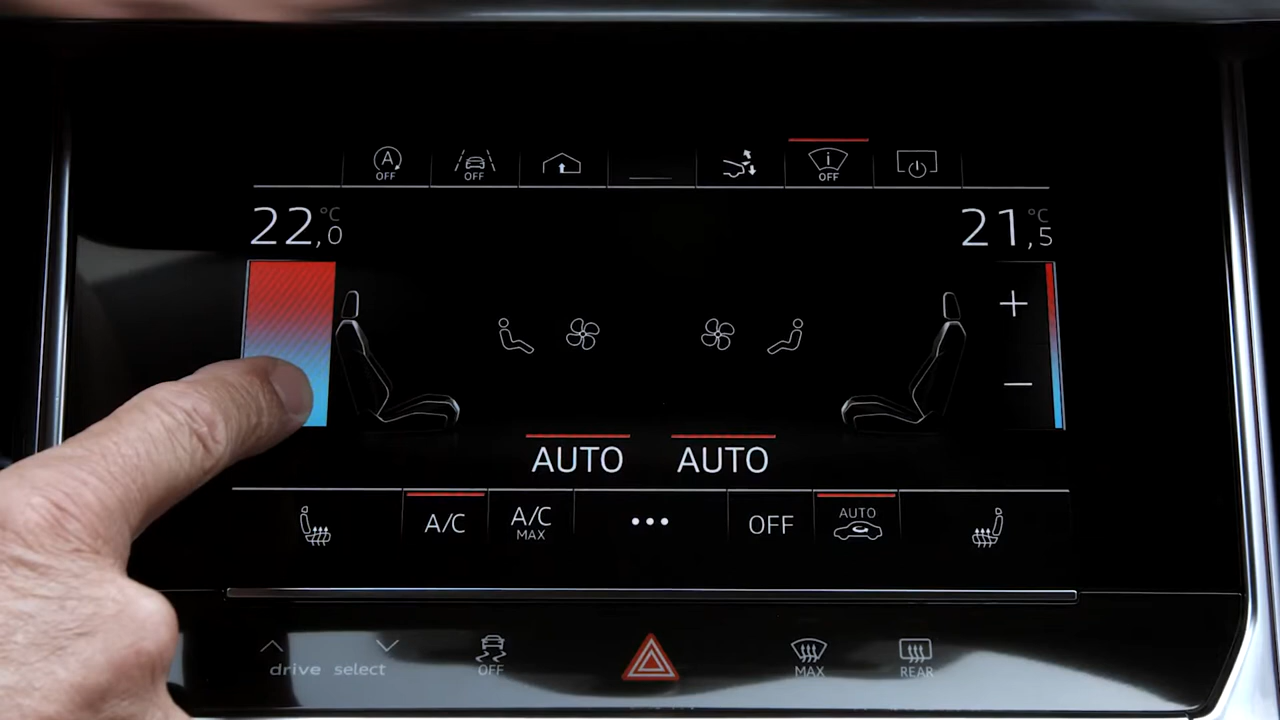 A
OFF
OFF
i
OFF
22,0 °C
21,5 °C
+
−
AUTO AUTO
A/C
A/C
MAX
•••
OFF
AUTO
drive select
OFF
MAX
REAR